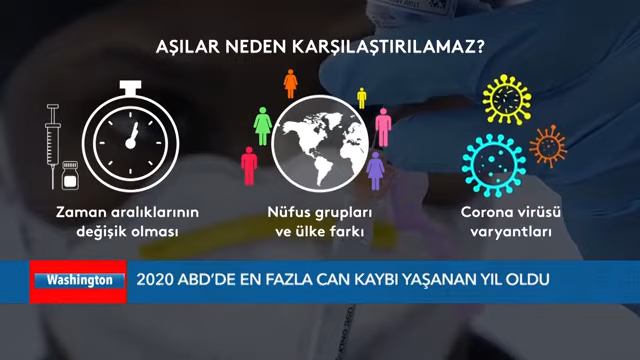 AŞILAR NEDEN KARŞILAŞTIRILAMAZ?
Zaman aralıklarının
değişik olması
Nüfus grupları
ve ülke farkı
Corona virüsü
varyantları
Washington
2020 ABD'DE EN FAZLA CAN KAYBI YAŞANAN YIL OLDU